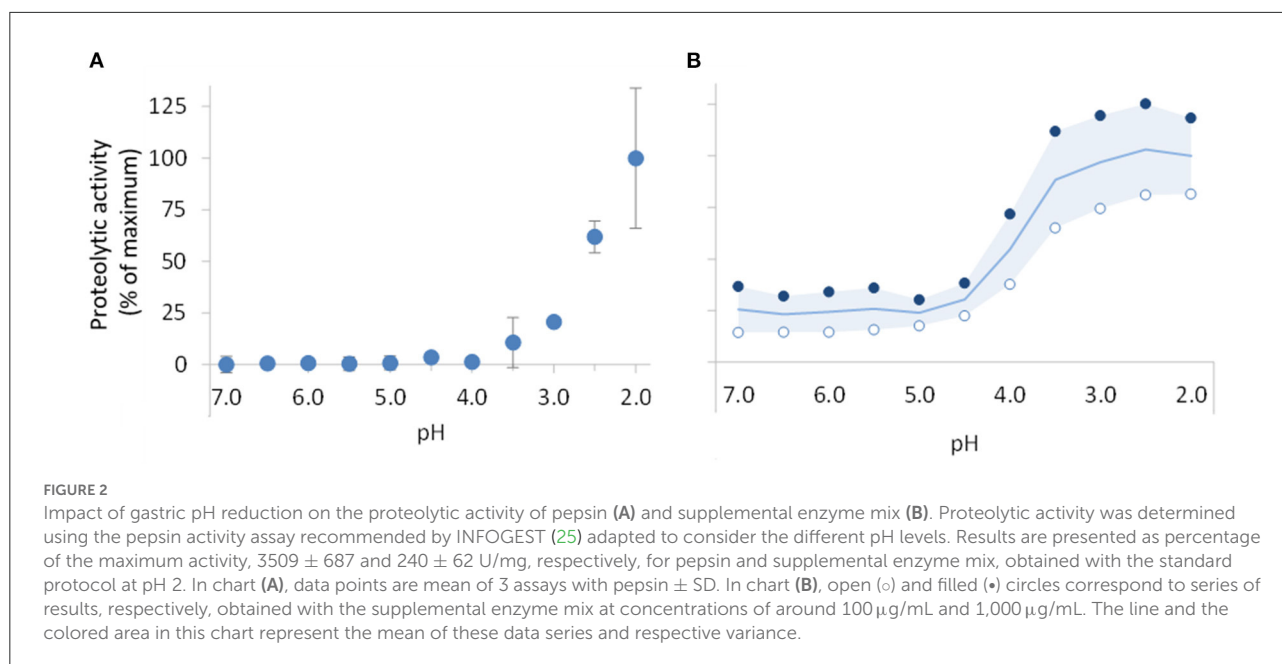 A
B
Proteolytic activity
(% of maximum)
125
100
75
50
25
0
7.0 6.0 5.0 4.0 3.0 2.0
pH
7.0 6.0 5.0 4.0 3.0 2.0
pH
FIGURE 2
Impact of gastric pH reduction on the proteolytic activity of pepsin (A) and supplemental enzyme mix (B). Proteolytic activity was determined
using the pepsin activity assay recommended by INFOGEST (25) adapted to consider the different pH levels. Results are presented as percentage
of the maximum activity, 3509 ± 687 and 240 ± 62 U/mg, respectively, for pepsin and supplemental enzyme mix, obtained with the standard
protocol at pH 2. In chart (A), data points are mean of 3 assays with pepsin ± SD. In chart (B), open (○) and filled (•) circles correspond to series of
results, respectively, obtained with the supplemental enzyme mix at concentrations of around 100 μg/mL and 1,000 μg/mL. The line and the
colored area in this chart represent the mean of these data series and respective variance.